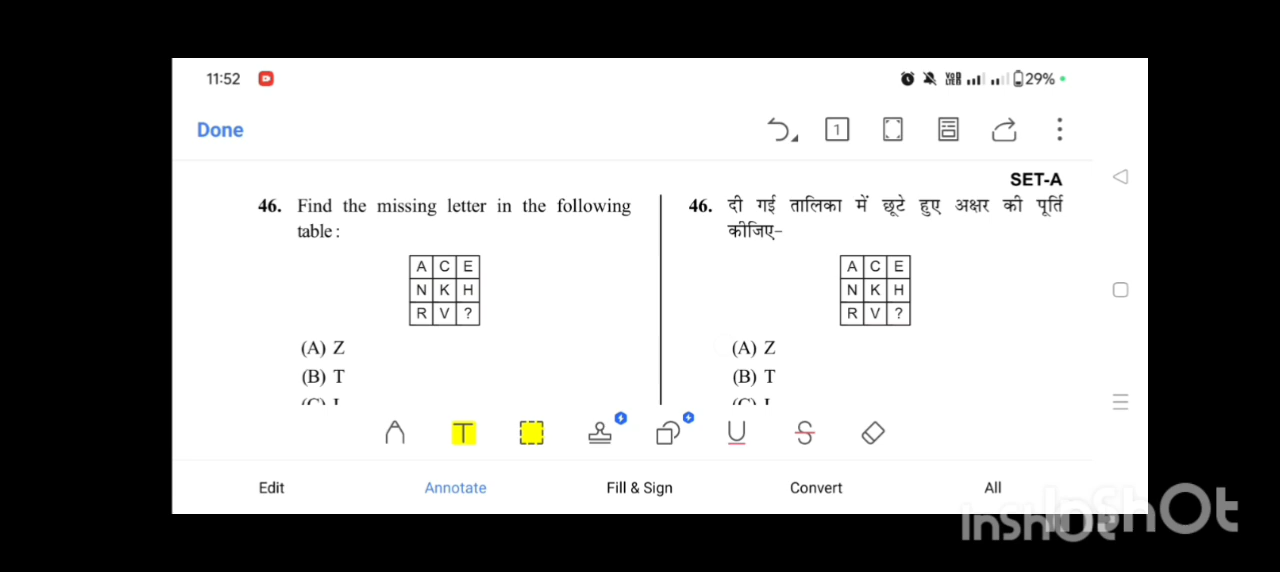 11:52
29%
Done
1
SET-A
46. Find the missing letter in the following
table :
A C E
N K H
R V ?
(A) Z
(B) T
46. दी गई तालिका में छूटे हुए अक्षर की पूर्ति
कीजिए-
A C E
N K H
R V ?
(A) Z
(B) T
Edit
Annotate
Fill & Sign
Convert
All
InShOt